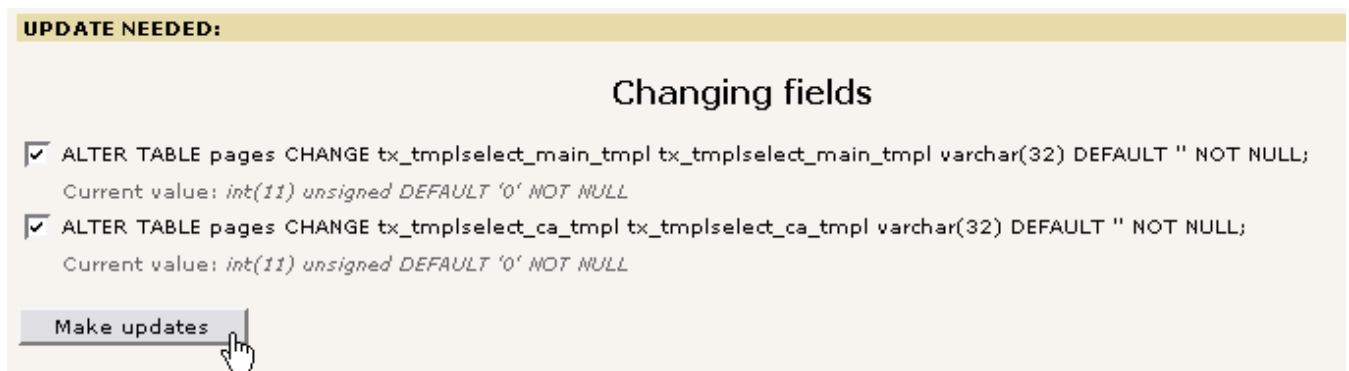 UPDATE NEEDED:
Changing fields
ALTER TABLE pages CHANGE tx_tmplselect_main_tmpl tx_tmplselect_main_tmpl varchar(32) DEFAULT '' NOT NULL;
Current value: int(11) unsigned DEFAULT '0' NOT NULL
ALTER TABLE pages CHANGE tx_tmplselect_ca_tmpl tx_tmplselect_ca_tmpl varchar(32) DEFAULT '' NOT NULL;
Current value: int(11) unsigned DEFAULT '0' NOT NULL
Make updates